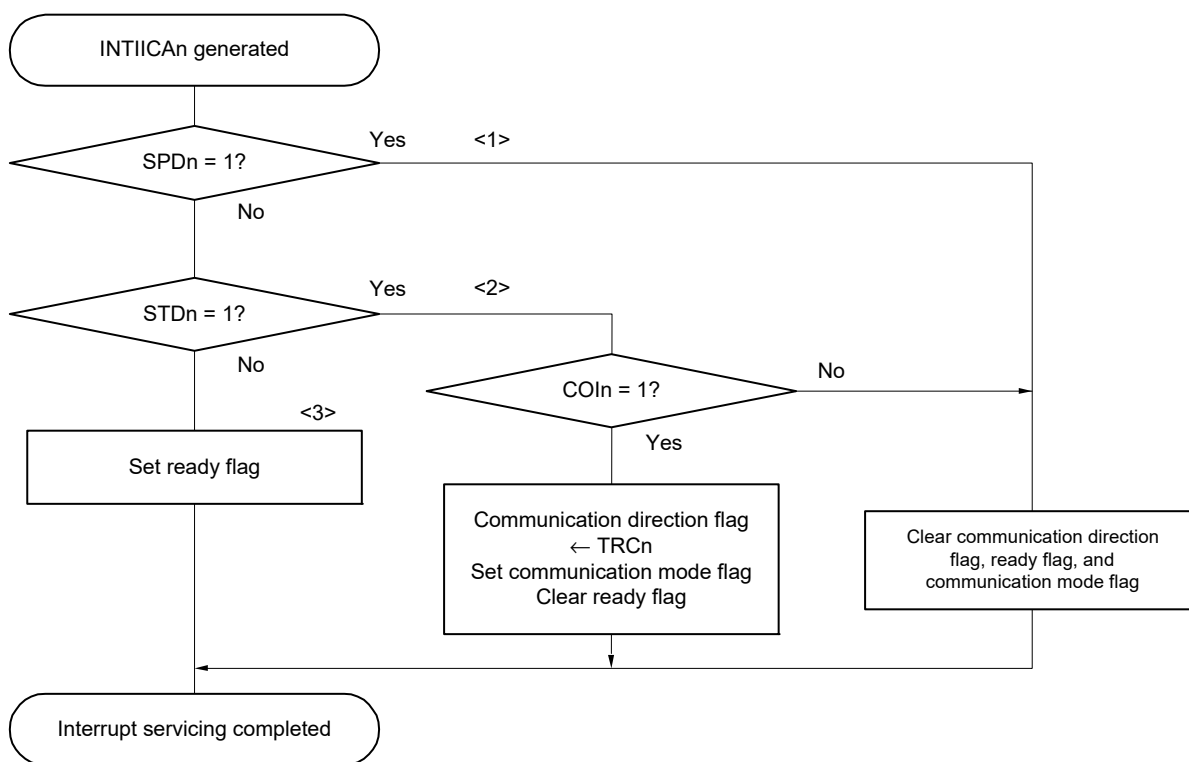 INTIICAn generated
Yes
<1>
SPDn = 1?
No
Yes
<2>
STDn = 1?
No
COIn = 1?
No
<3>
Yes
Set ready flag
Communication direction flag
← TRCn
Set communication mode flag
Clear ready flag
Clear communication direction
flag, ready flag, and
communication mode flag
Interrupt servicing completed